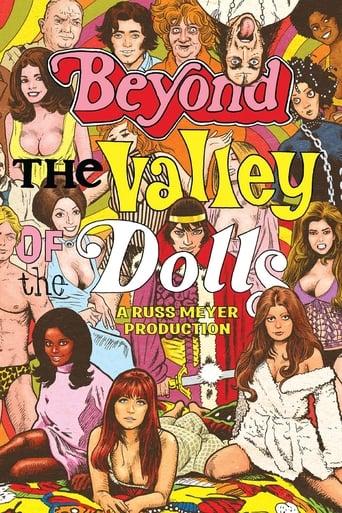 Beyond
THE Valley
OF
the Dolls
A RUSS MEYER
PRODUCTION